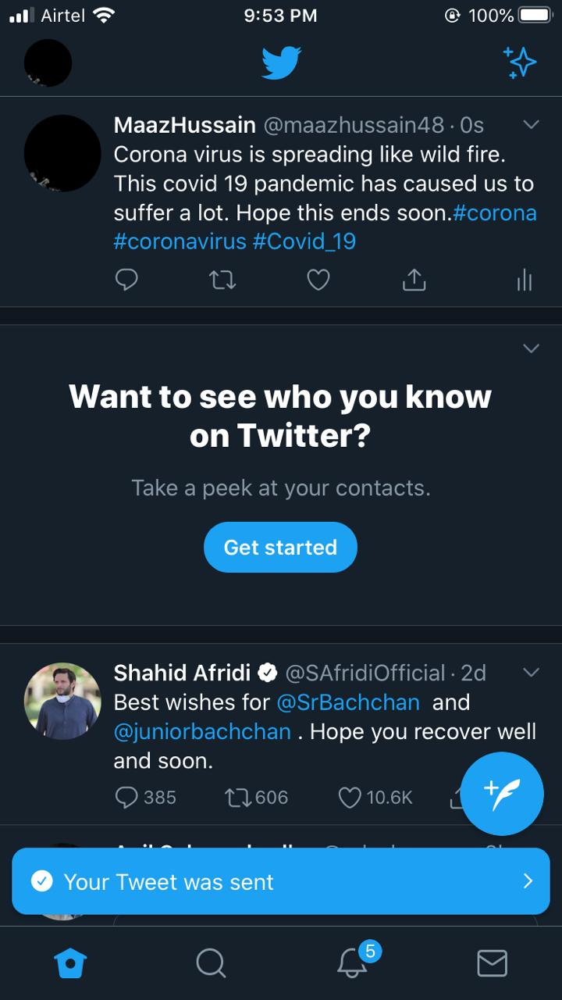 Airtel 9:53 PM 100%
MaazHussain @maazhussain48 · 0s
Corona virus is spreading like wild fire.
This covid 19 pandemic has caused us to
suffer a lot. Hope this ends soon.#corona
#coronavirus #Covid_19
Want to see who you know
on Twitter?
Take a peek at your contacts.
Get started
Shahid Afridi @SAfridiOfficial · 2d
Best wishes for @SrBachchan and
@juniorbachchan . Hope you recover well
and soon.
385 606 10.6K
Your Tweet was sent
5